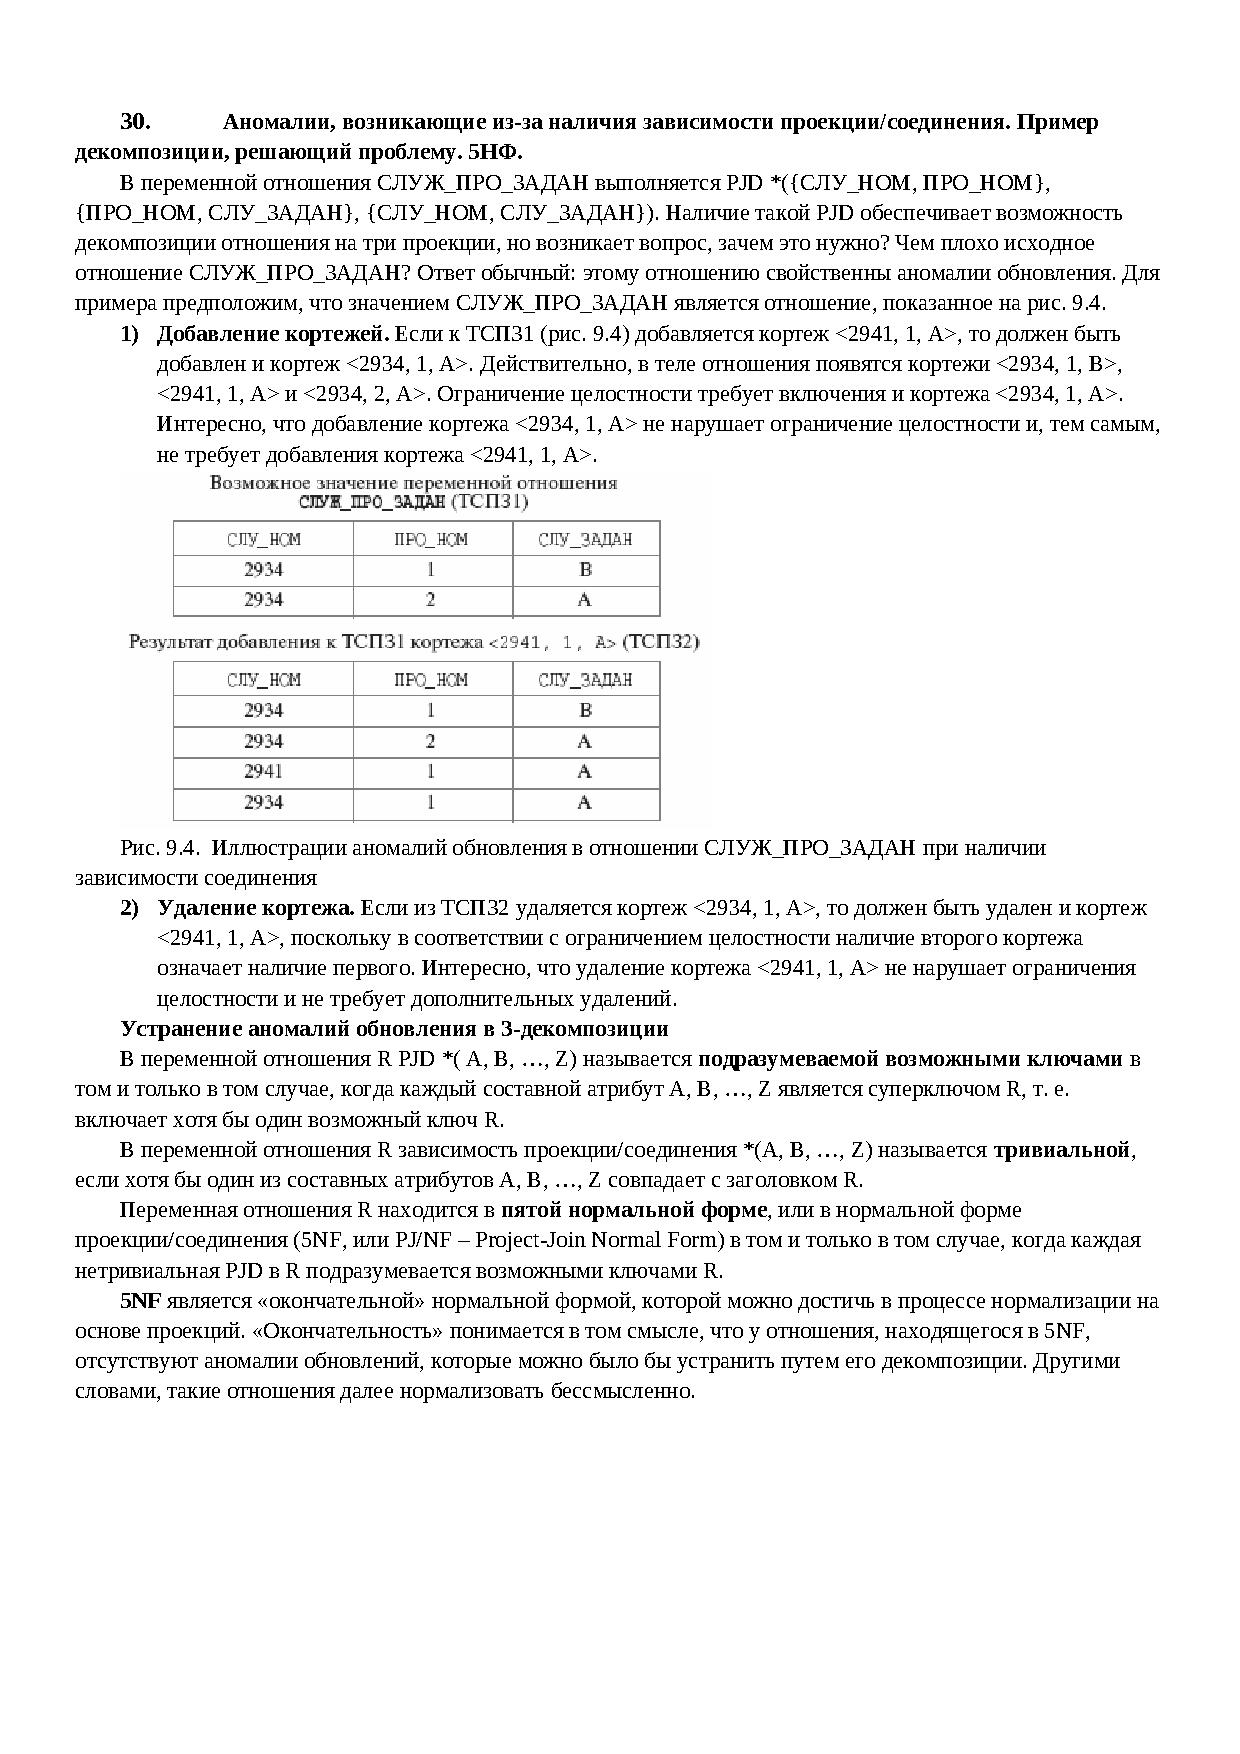 30. Аномалии, возникающие из-за наличия зависимости проекции/соединения. Пример
декомпозиции, решающий проблему. 5НФ.
В переменной отношения СЛУЖ_ПРО_ЗАДАН выполняется PJD *({СЛУ_НОМ, ПРО_НОМ},
{ПРО_НОМ, СЛУ_ЗАДАН}, {СЛУ_НОМ, СЛУ_ЗАДАН}). Наличие такой PJD обеспечивает возможность
декомпозиции отношения на три проекции, но возникает вопрос, зачем это нужно? Чем плохо исходное
отношение СЛУЖ_ПРО_ЗАДАН? Ответ обычный: этому отношению свойственны аномалии обновления. Для
примера предположим, что значением СЛУЖ_ПРО_ЗАДАН является отношение, показанное на рис. 9.4.
1) Добавление кортежей. Если к ТСПЗ1 (рис. 9.4) добавляется кортеж <2941, 1, A>, то должен быть
добавлен и кортеж <2934, 1, A>. Действительно, в теле отношения появятся кортежи <2934, 1, B>,
<2941, 1, A> и <2934, 2, A>. Ограничение целостности требует включения и кортежа <2934, 1, A>.
Интересно, что добавление кортежа <2934, 1, A> не нарушает ограничение целостности и, тем самым,
не требует добавления кортежа <2941, 1, A>.
Возможное значение переменной отношения
СЛУЖ_ПРО_ЗАДАН (ТСПЗ1)
СЛУ_НОМ ПРО_НОМ СЛУ_ЗАДАН
2934 1 B
2934 2 A
Результат добавления к ТСПЗ1 кортежа <2941, 1, A> (ТСПЗ2)
СЛУ_НОМ ПРО_НОМ СЛУ_ЗАДАН
2934 1 B
2934 2 A
2941 1 A
2934 1 A
Рис. 9.4. Иллюстрации аномалий обновления в отношении СЛУЖ_ПРО_ЗАДАН при наличии
зависимости соединения
2) Удаление кортежа. Если из ТСПЗ2 удаляется кортеж <2934, 1, A>, то должен быть удален и кортеж
<2941, 1, A>, поскольку в соответствии с ограничением целостности наличие второго кортежа
означает наличие первого. Интересно, что удаление кортежа <2941, 1, A> не нарушает ограничения
целостности и не требует дополнительных удалений.
Устранение аномалий обновления в 3-декомпозиции
В переменной отношения R PJD *( A, B, …, Z) называется подразумеваемой возможными ключами в
том и только в том случае, когда каждый составной атрибут A, B, …, Z является суперключом R, т. е.
включает хотя бы один возможный ключ R.
В переменной отношения R зависимость проекции/соединения *(A, B, …, Z) называется тривиальной,
если хотя бы один из составных атрибутов A, B, …, Z совпадает с заголовком R.
Переменная отношения R находится в пятой нормальной форме, или в нормальной форме
проекции/соединения (5NF, или PJ/NF – Project-Join Normal Form) в том и только в том случае, когда каждая
нетривиальная PJD в R подразумевается возможными ключами R.
5NF является «окончательной» нормальной формой, которой можно достичь в процессе нормализации на
основе проекций. «Окончательность» понимается в том смысле, что у отношения, находящегося в 5NF,
отсутствуют аномалии обновлений, которые можно было бы устранить путем его декомпозиции. Другими
словами, такие отношения далее нормализовать бессмысленно.